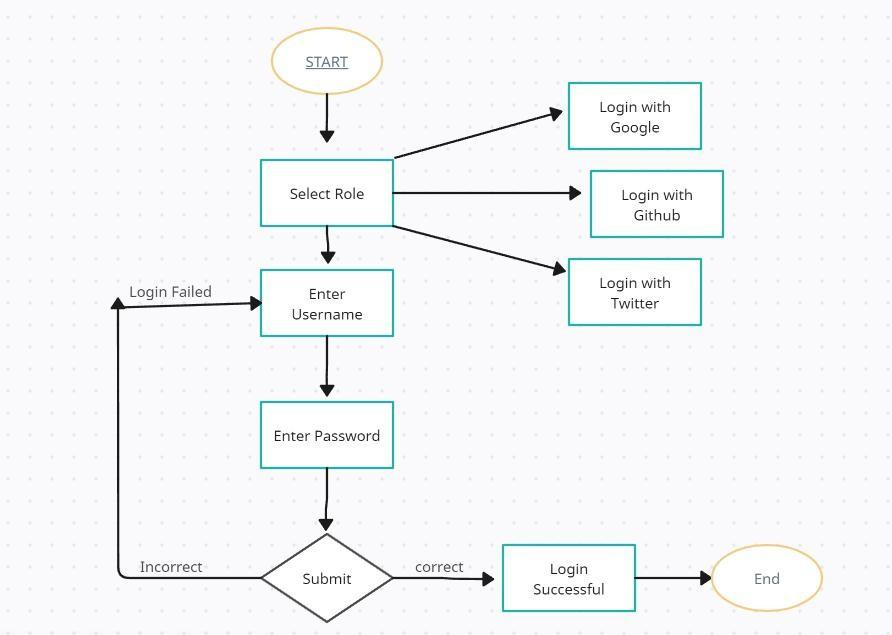 START
Login with
Google
Select Role
Login with
Github
Login with
Twitter
Login Failed
Enter
Username
Enter Password
Incorrect
Submit
correct
Login
Successful
End